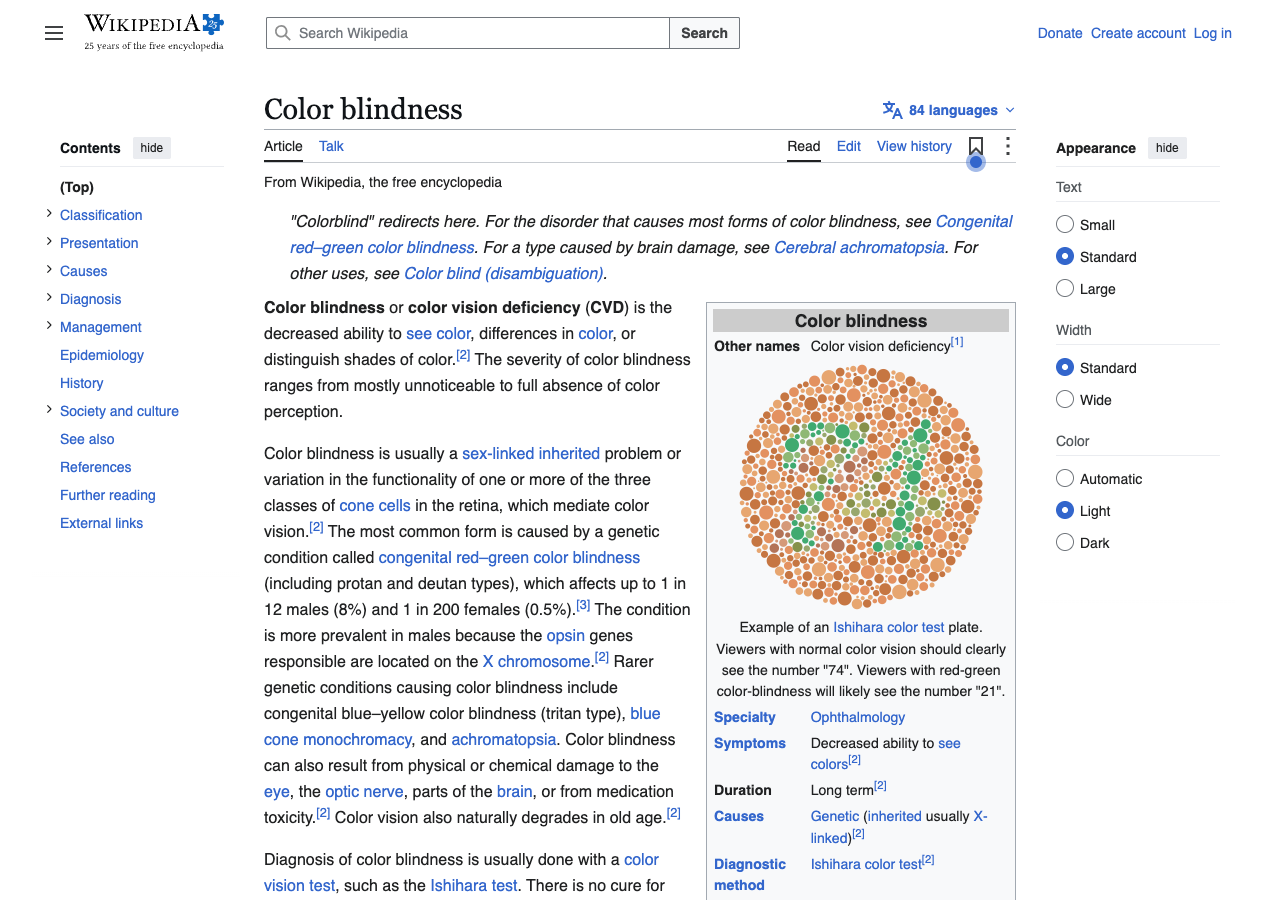 WIKIPEDIA 25
25 years of the free encyclopedia
Search Wikipedia
Search
Donate Create account Log in
Contents hide
(Top)
Classification
Presentation
Causes
Diagnosis
Management
Epidemiology
History
Society and culture
See also
References
Further reading
External links
Color blindness
84 languages
Article Talk
Read Edit View history
From Wikipedia, the free encyclopedia
"Colorblind" redirects here. For the disorder that causes most forms of color blindness, see Congenital
red–green color blindness. For a type caused by brain damage, see Cerebral achromatopsia. For
other uses, see Color blind (disambiguation).
Color blindness or color vision deficiency (CVD) is the
decreased ability to see color, differences in color, or
distinguish shades of color.[2] The severity of color blindness
ranges from mostly unnoticeable to full absence of color
perception.
Color blindness is usually a sex-linked inherited problem or
variation in the functionality of one or more of the three
classes of cone cells in the retina, which mediate color
vision.[2] The most common form is caused by a genetic
condition called congenital red–green color blindness
(including protan and deutan types), which affects up to 1 in
12 males (8%) and 1 in 200 females (0.5%).[3] The condition
is more prevalent in males because the opsin genes
responsible are located on the X chromosome.[2] Rarer
genetic conditions causing color blindness include
congenital blue–yellow color blindness (tritan type), blue
cone monochromacy, and achromatopsia. Color blindness
can also result from physical or chemical damage to the
eye, the optic nerve, parts of the brain, or from medication
toxicity.[2] Color vision also naturally degrades in old age.[2]
Diagnosis of color blindness is usually done with a color
vision test, such as the Ishihara test. There is no cure for
Color blindness
Other names Color vision deficiency[1]
74
Example of an Ishihara color test plate.
Viewers with normal color vision should clearly
see the number "74". Viewers with red-green
color-blindness will likely see the number "21".
Specialty Ophthalmology
Symptoms Decreased ability to see
colors[2]
Duration Long term[2]
Causes Genetic (inherited usually X-
linked)[2]
Diagnostic Ishihara color test[2]
method
Appearance hide
Text
Small
Standard
Large
Width
Standard
Wide
Color
Automatic
Light
Dark